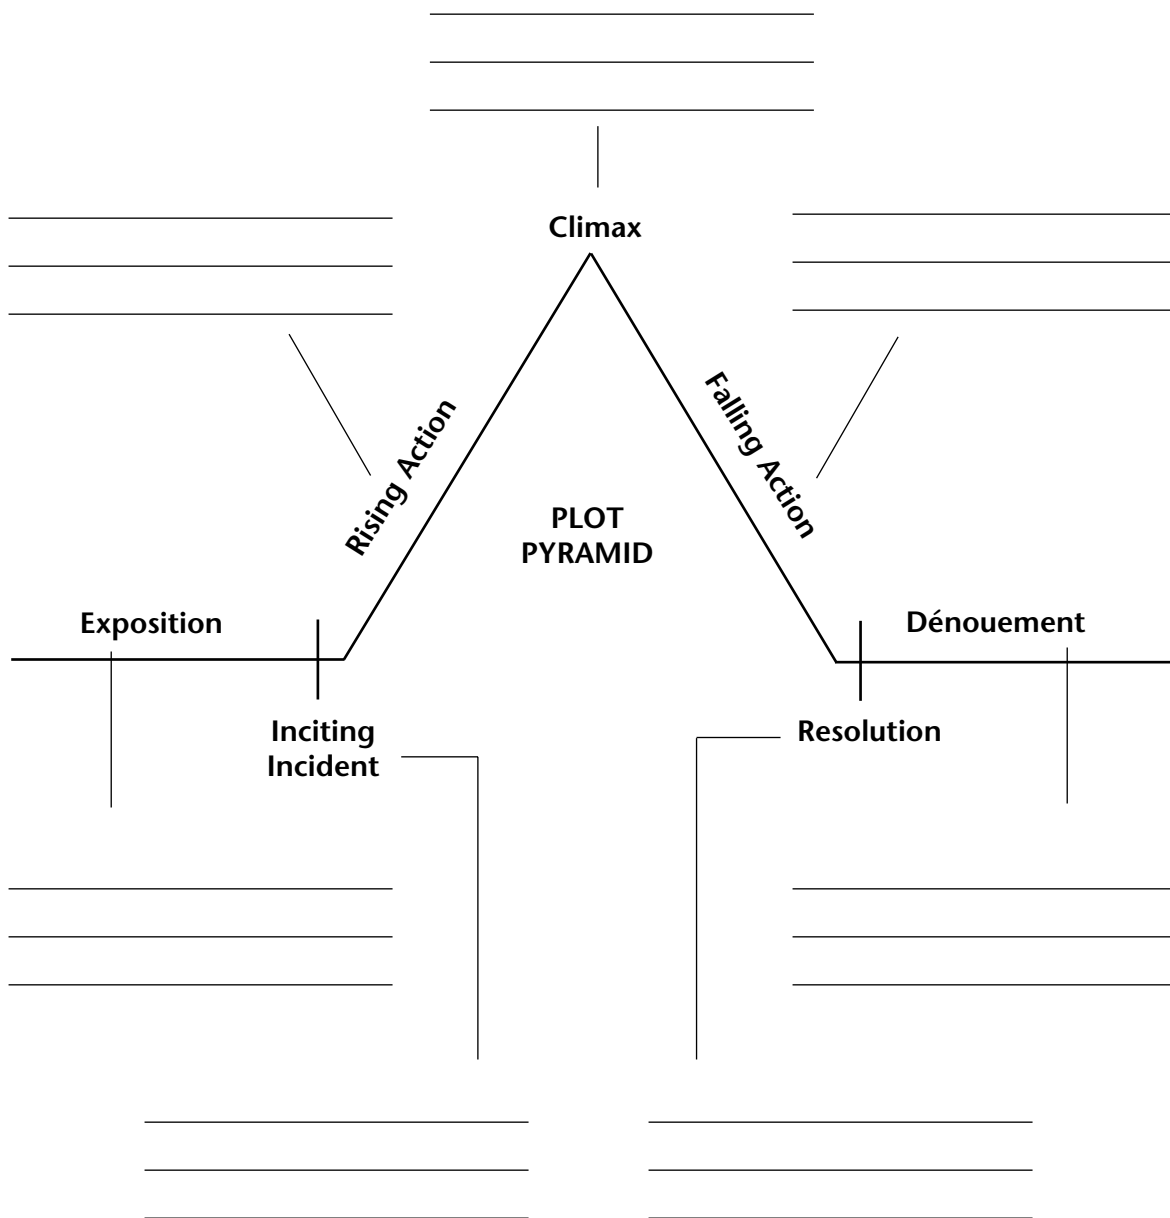 Climax
Rising Action
Falling Action
PLOT
PYRAMID
Exposition
Dénouement
Inciting
Incident
Resolution